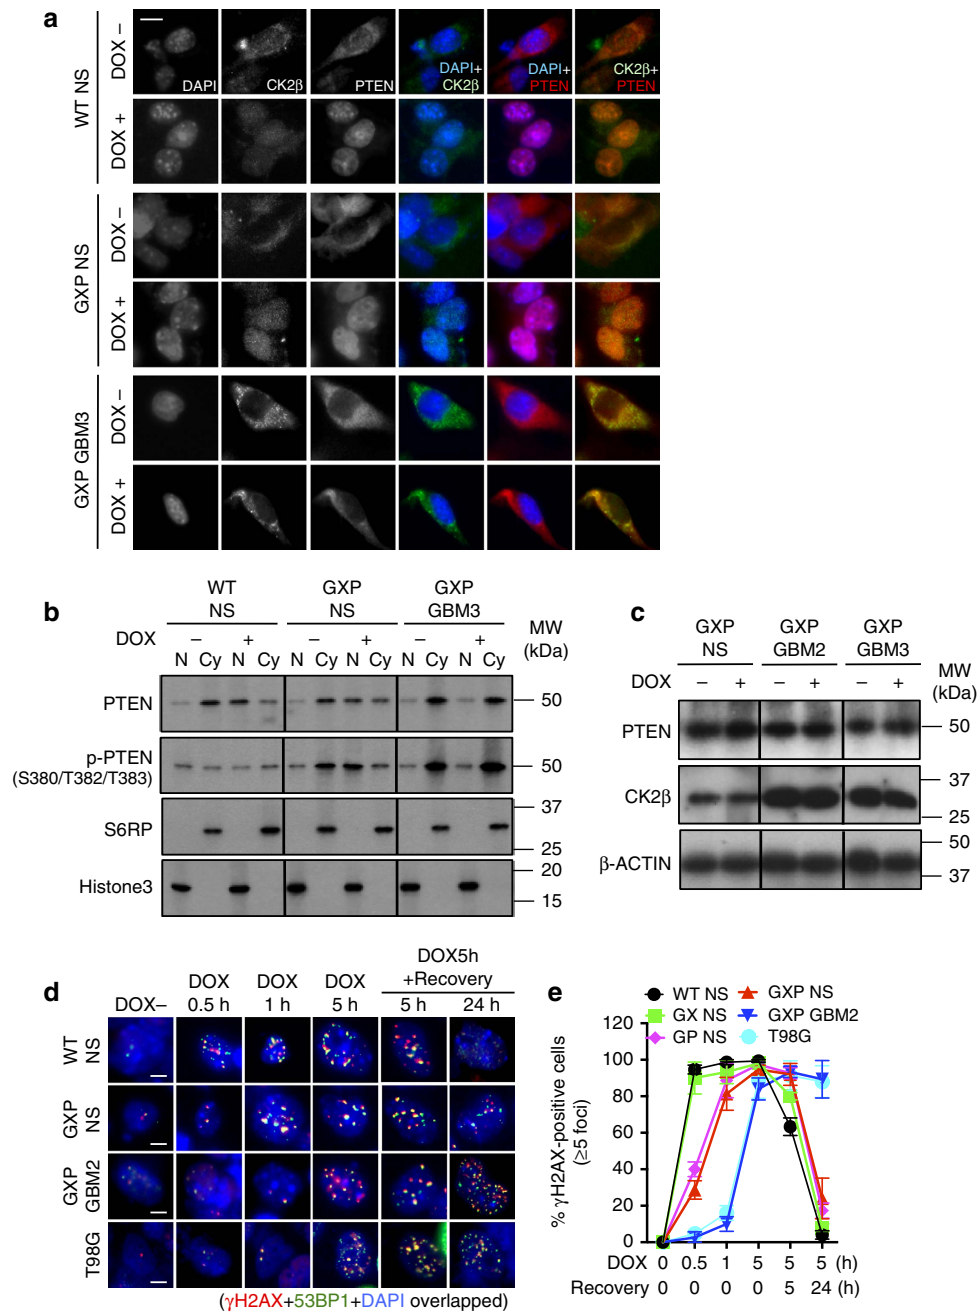 a
WT NS
DOX –
DAPI
CK2β
PTEN
DAPI+
CK2β
DAPI+
PTEN
CK2β+
PTEN
DOX +
GXP NS
DOX –
DOX +
GXP GBM3
DOX –
DOX +
b
WT
NS
GXP
NS
GXP
GBM3
DOX – + – + – +
MW
(kDa)
N Cy N Cy N Cy N Cy N Cy N Cy
PTEN 50
p-PTEN
(S380/T382/T383) 50
S6RP 37
25
Histone3 20
15
c
GXP
NS
GXP
GBM2
GXP
GBM3
DOX – + – + – +
MW
(kDa)
PTEN 50
CK2β 37
25
β-ACTIN 50
37
d
DOX–
DOX
0.5 h
DOX
1 h
DOX
5 h
DOX5h
+Recovery
5 h 24 h
WT
NS
GXP
NS
GXP
GBM2
T98G
(γH2AX+53BP1+DAPI overlapped)
e
WT NS GXP NS
GX NS GXP GBM2
GP NS T98G
% γH2AX-positive cells
(≥5 foci)
120
100
80
60
40
20
0
DOX 0 0.5 1 5 5 5 (h)
Recovery 0 0 0 0 5 24 (h)